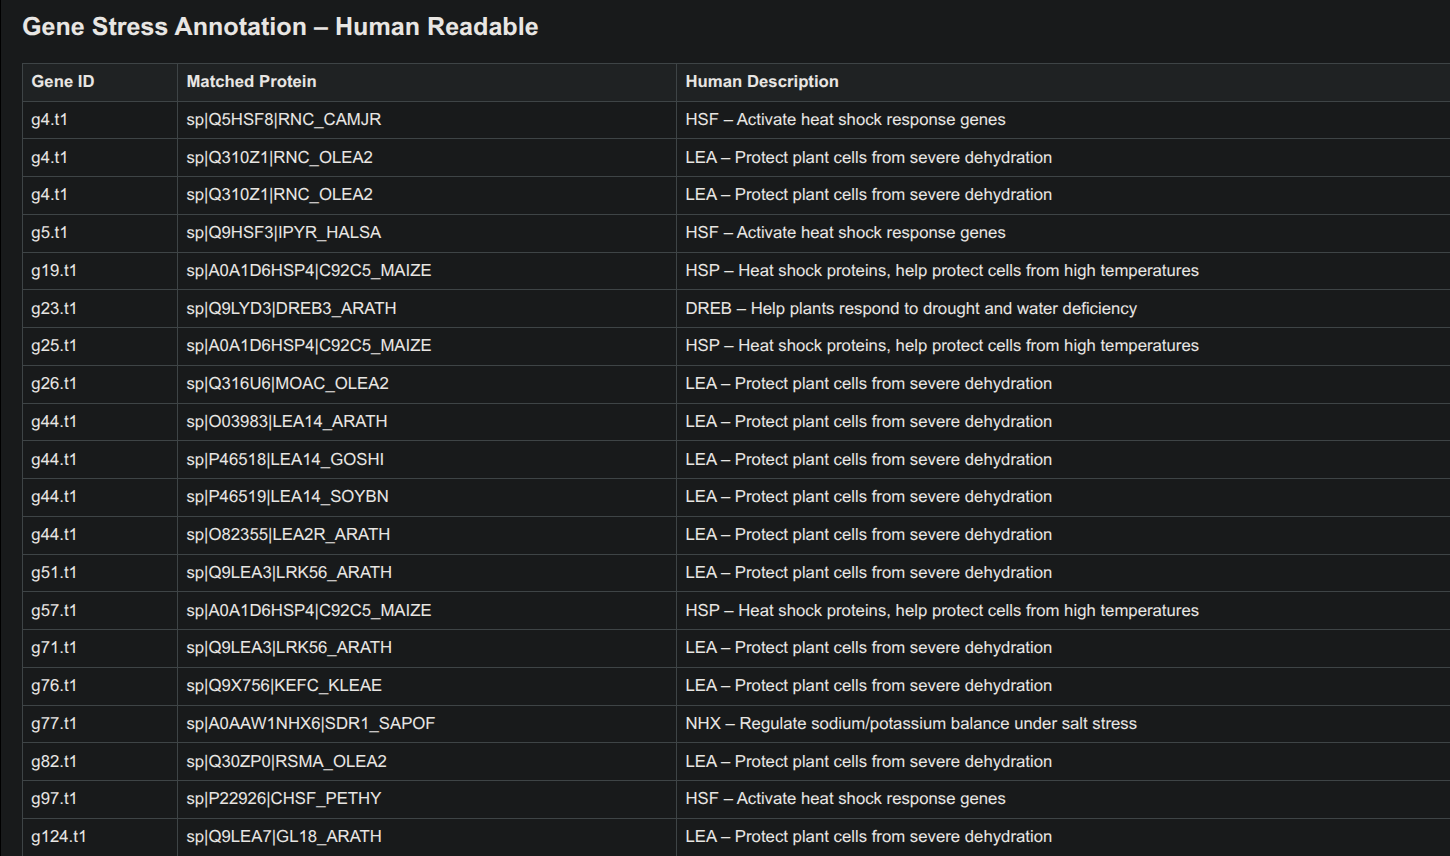 Gene Stress Annotation – Human Readable
Gene ID Matched Protein Human Description
g4.t1 sp|Q5HSF8|RNC_CAMJR HSF – Activate heat shock response genes
g4.t1 sp|Q310Z1|RNC_OLEA2 LEA – Protect plant cells from severe dehydration
g4.t1 sp|Q310Z1|RNC_OLEA2 LEA – Protect plant cells from severe dehydration
g5.t1 sp|Q9HSF3|IPYR_HALSA HSF – Activate heat shock response genes
g19.t1 sp|A0A1D6HSP4|C92C5_MAIZE HSP – Heat shock proteins, help protect cells from high temperatures
g23.t1 sp|Q9LYD3|DREB3_ARATH DREB – Help plants respond to drought and water deficiency
g25.t1 sp|A0A1D6HSP4|C92C5_MAIZE HSP – Heat shock proteins, help protect cells from high temperatures
g26.t1 sp|Q316U6|MOAC_OLEA2 LEA – Protect plant cells from severe dehydration
g44.t1 sp|O03983|LEA14_ARATH LEA – Protect plant cells from severe dehydration
g44.t1 sp|P46518|LEA14_GOSHI LEA – Protect plant cells from severe dehydration
g44.t1 sp|P46519|LEA14_SOYBN LEA – Protect plant cells from severe dehydration
g44.t1 sp|O82355|LEA2R_ARATH LEA – Protect plant cells from severe dehydration
g51.t1 sp|Q9LEA3|LRK56_ARATH LEA – Protect plant cells from severe dehydration
g57.t1 sp|A0A1D6HSP4|C92C5_MAIZE HSP – Heat shock proteins, help protect cells from high temperatures
g71.t1 sp|Q9LEA3|LRK56_ARATH LEA – Protect plant cells from severe dehydration
g76.t1 sp|Q9X756|KEFC_KLEAE LEA – Protect plant cells from severe dehydration
g77.t1 sp|A0AAW1NHX6|SDR1_SAPOF NHX – Regulate sodium/potassium balance under salt stress
g82.t1 sp|Q30ZP0|RSMA_OLEA2 LEA – Protect plant cells from severe dehydration
g97.t1 sp|P22926|CHSF_PETHY HSF – Activate heat shock response genes
g124.t1 sp|Q9LEA7|GL18_ARATH LEA – Protect plant cells from severe dehydration